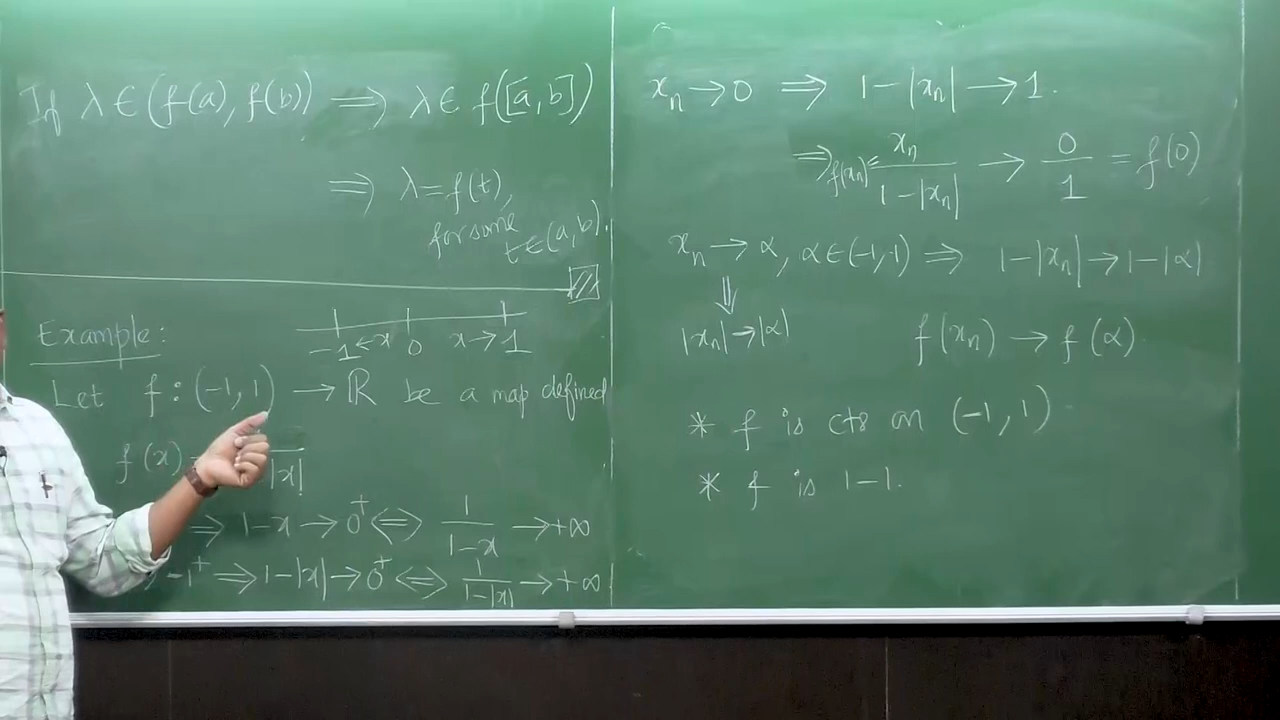 If λ ∈ (f(a), f(b)) ⟹ λ ∈ f([a, b])
⟹ λ = f(t),
for some
t ∈ (a, b).
Example:
-1 ← x 0 x → 1
Let f : (-1, 1) → ℝ be a map defined
f(x) |x|
⟹ 1 - x → 0⁺ ⟺ 1/(1-x) → +∞
-1⁺ ⟹ 1 - |x| → 0⁺ ⟺ 1/(1-|x|) → +∞
xₙ → 0 ⟹ 1 - |xₙ| → 1.
⟹ f(xₙ) = xₙ/(1-|xₙ|) → 0/1 = f(0)
xₙ → α, α ∈ (-1, 1) ⟹ 1 - |xₙ| → 1 - |α|
⇓
|xₙ| → |α| f(xₙ) → f(α)
* f is cts on (-1, 1)
* f is 1-1.